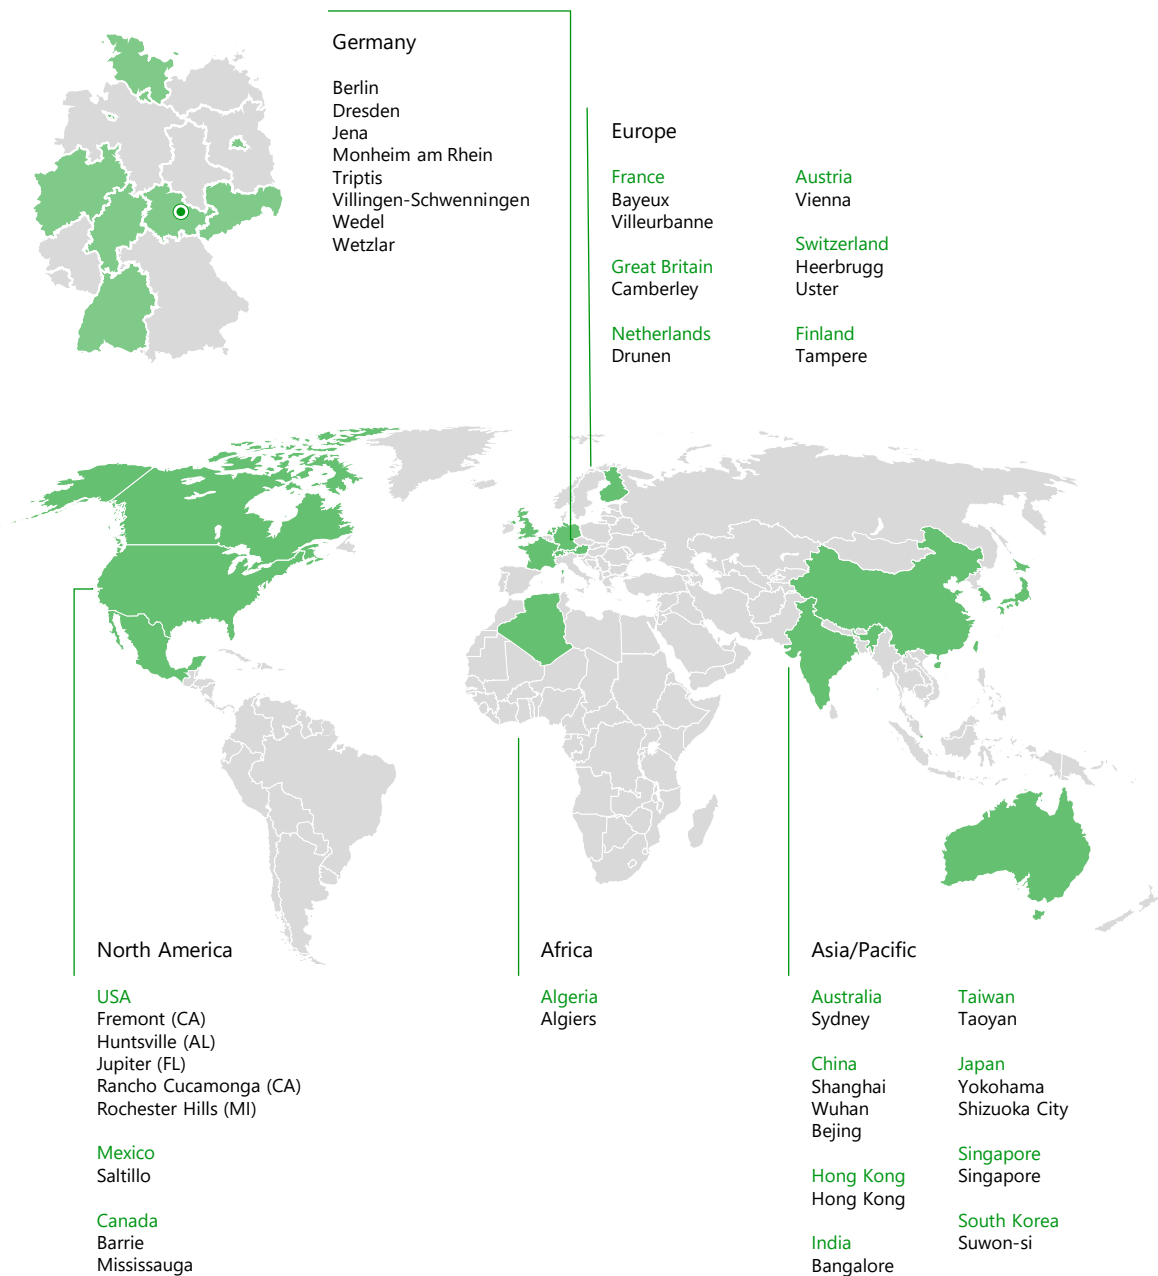 Germany
Berlin
Dresden
Jena
Monheim am Rhein
Triptis
Villingen-Schwenningen
Wedel
Wetzlar
Europe
France
Bayeux
Villeurbanne
Great Britain
Camberley
Netherlands
Drunen
Austria
Vienna
Switzerland
Heerbrugg
Uster
Finland
Tampere
North America
USA
Fremont (CA)
Huntsville (AL)
Jupiter (FL)
Rancho Cucamonga (CA)
Rochester Hills (MI)
Mexico
Saltillo
Canada
Barrie
Mississauga
Africa
Algeria
Algiers
Asia/Pacific
Australia
Sydney
China
Shanghai
Wuhan
Bejing
Hong Kong
Hong Kong
India
Bangalore
Taiwan
Taoyan
Japan
Yokohama
Shizuoka City
Singapore
Singapore
South Korea
Suwon-si